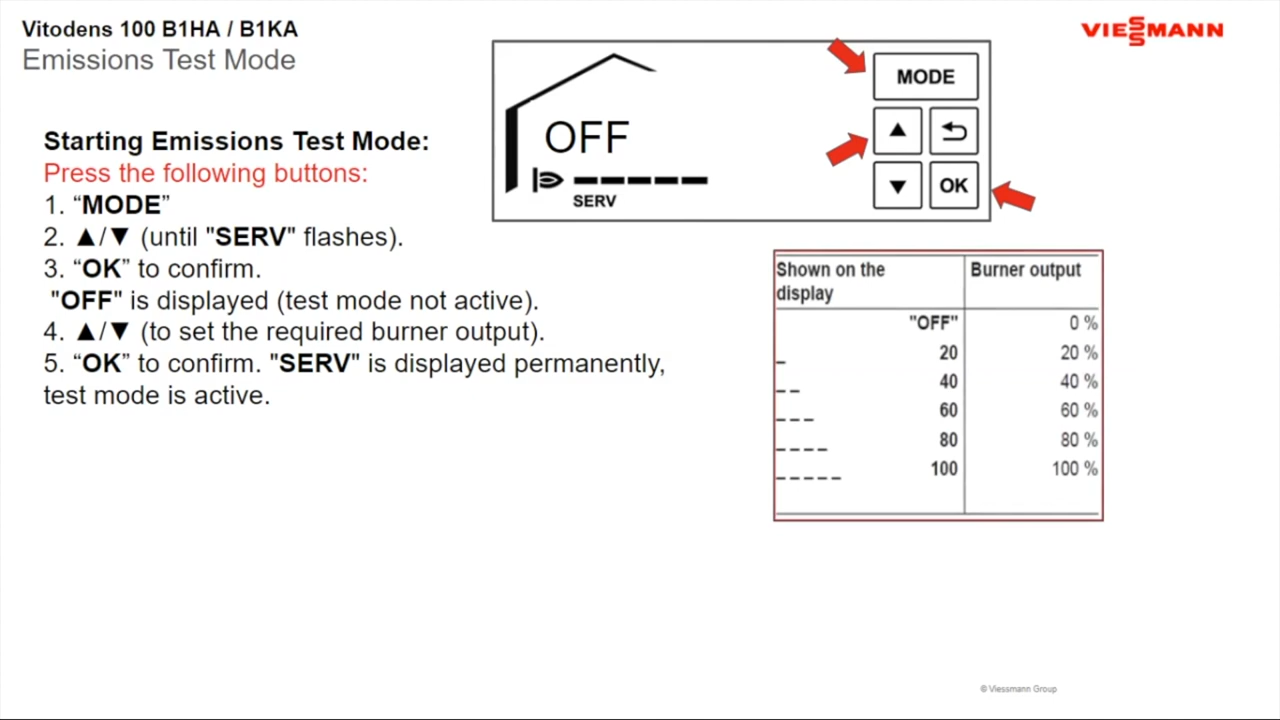 Vitodens 100 B1HA / B1KA
Emissions Test Mode
VIESSMANN
Starting Emissions Test Mode:
Press the following buttons:
1. “MODE”
2. ▲/▼ (until "SERV" flashes).
3. “OK” to confirm.
"OFF" is displayed (test mode not active).
4. ▲/▼ (to set the required burner output).
5. “OK” to confirm. "SERV" is displayed permanently,
test mode is active.
OFF
SERV
MODE
OK
Shown on the display Burner output
"OFF" 0 %
20 20 %
40 40 %
60 60 %
80 80 %
100 100 %
© Viessmann Group